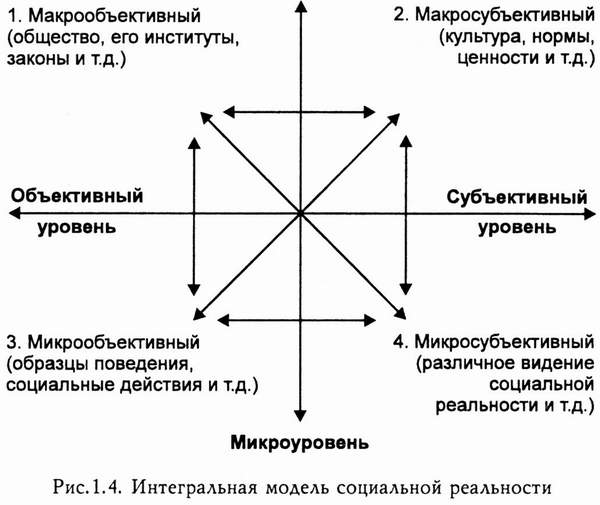 1. Макрообъективный
(общество, его институты,
законы и т.д.)
2. Макросубъективный
(культура, нормы,
ценности и т.д.)
Объективный
уровень
Субъективный
уровень
3. Микрообъективный
(образцы поведения,
социальные действия и т.д.)
4. Микросубъективный
(различное видение
социальной
реальности и т.д.)
Микроуровень
Рис.1.4. Интегральная модель социальной реальности